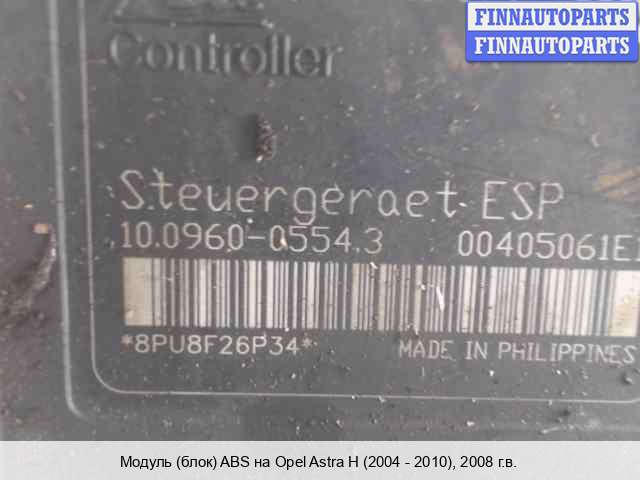 FINNAUTOPARTS
FINNAUTOPARTS
Controller
Steuergeraet ESP
10.0960-0554.3 00405061E
*8PU8F26P34*
MADE IN PHILIPPINES
Модуль (блок) ABS на Opel Astra H (2004 - 2010), 2008 г.в.